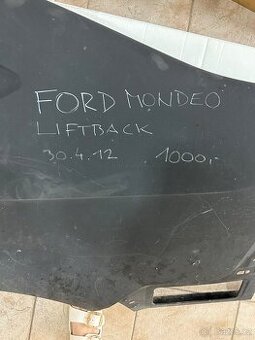 FORD MONDEO
LIFTBACK
30.4.12 1000,-